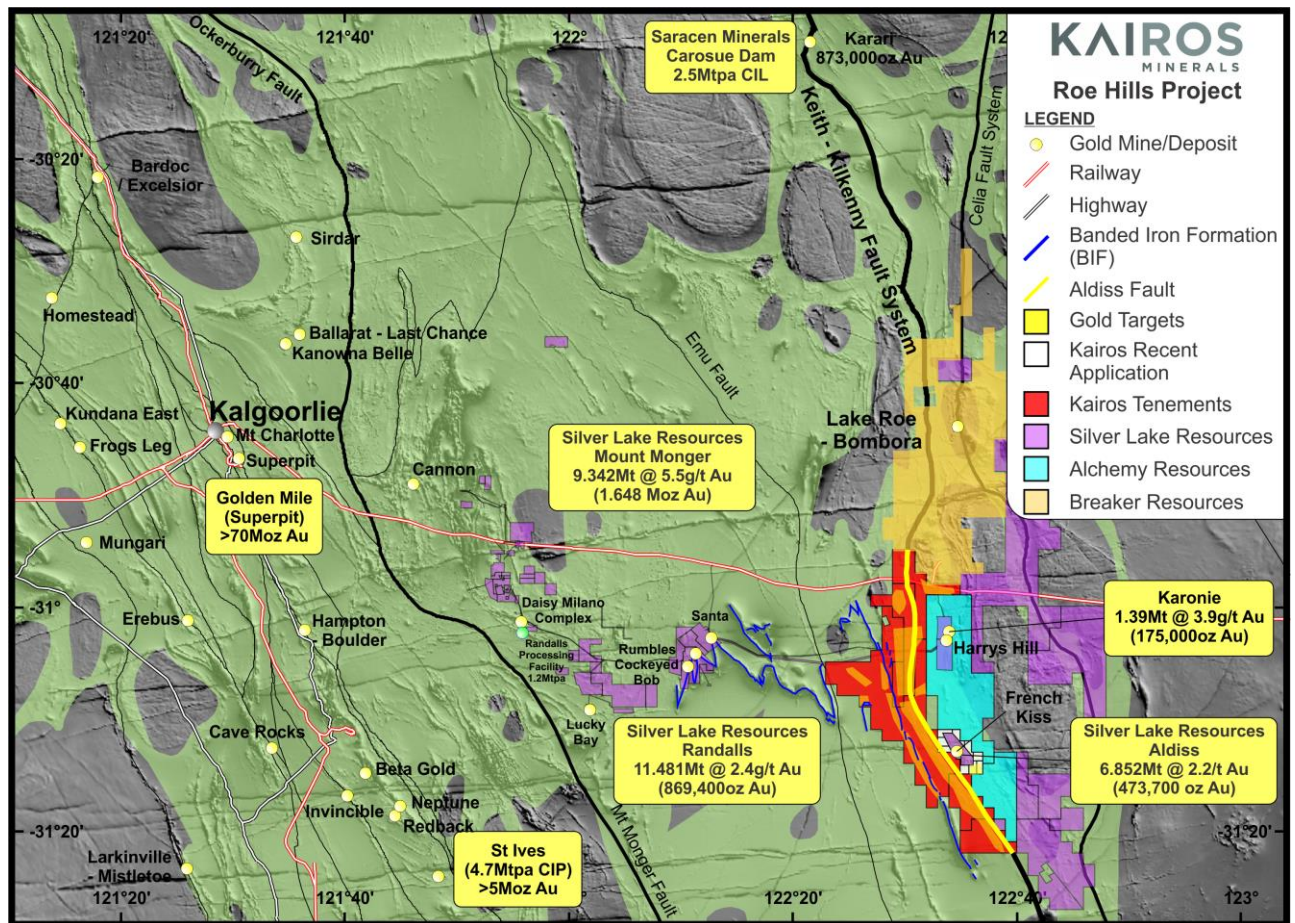 121°20'
121°40'
122°
12
Ockerburry Fault
Saracen Minerals
Carosue Dam
2.5Mtpa CIL
Karari
873,000oz Au
Keith - Kilkenny Fault System
Celia Fault System
KAIROS
MINERALS
Roe Hills Project
LEGEND
Gold Mine/Deposit
Railway
Highway
Banded Iron Formation
(BIF)
Aldiss Fault
Gold Targets
Kairos Recent
Application
Kairos Tenements
Silver Lake Resources
Alchemy Resources
Breaker Resources
-30°20'
Bardoc
/ Excelsior
Sirdar
Homestead
Ballarat - Last Chance
Kanowna Belle
Emu Fault
-30°40'
Kundana East
Kalgoorlie
Mt Charlotte
Frogs Leg
Superpit
Lake Roe
- Bombora
Silver Lake Resources
Mount Monger
9.342Mt @ 5.5g/t Au
(1.648 Moz Au)
Cannon
Golden Mile
(Superpit)
>70Moz Au
Mungari
-31°
Erebus
Hampton
- Boulder
Daisy Milano
Complex
Randalls
Processing
Facility
1.2Mtpa
Santa
Rumbles
Cockeyed
Bob
Karonie
1.39Mt @ 3.9g/t Au
(175,000oz Au)
Harrys Hill
French
Kiss
Lucky
Bay
Cave Rocks
Silver Lake Resources
Randalls
11.481Mt @ 2.4g/t Au
(869,400oz Au)
Silver Lake Resources
Aldiss
6.852Mt @ 2.2/t Au
(473,700 oz Au)
Beta Gold
Invincible
Neptune
Redback
Mt Monger Fault
-31°20'
-31°20'
Larkinville
- Mistletoe
St Ives
(4.7Mtpa CIP)
>5Moz Au
121°20'
121°40'
122°20'
122°40'
123°